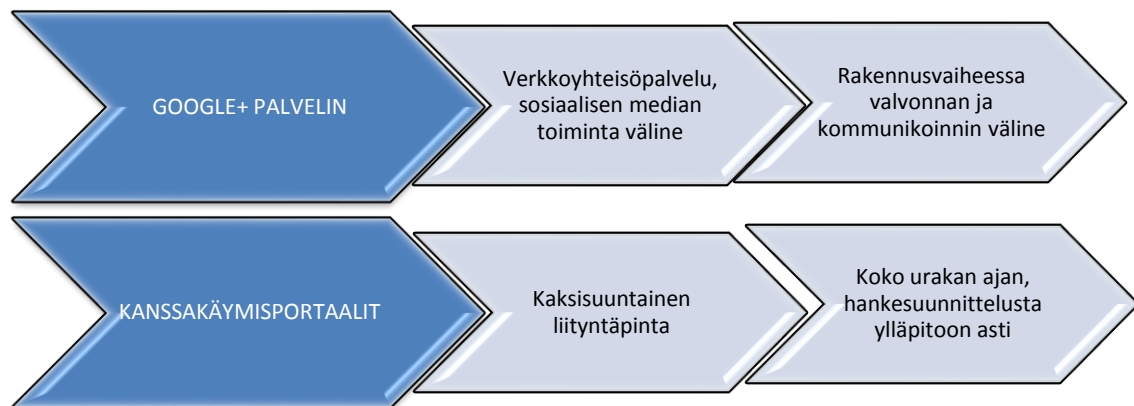 GOOGLE+ PALVELIN
Verkkoyhteisöpalvelu,
sosiaalisen median
toiminta väline
Rakennusvaiheessa
valvonnan ja
kommunikoinnin väline
KANSSAKÄYMISPORTAALIT
Kaksisuuntainen
liityntäpinta
Koko urakan ajan,
hankesuunnittelusta
ylläpitoon asti